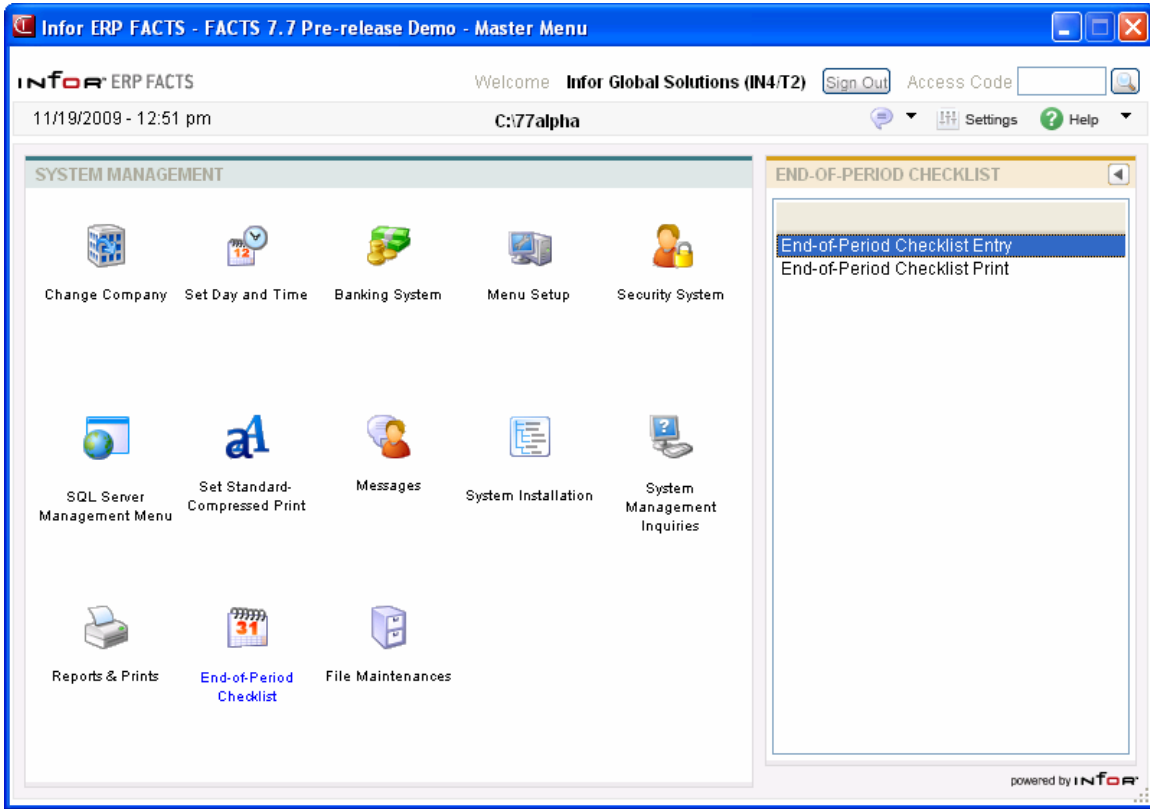 Infor ERP FACTS - FACTS 7.7 Pre-release Demo - Master Menu
infor ERP FACTS
Welcome Infor Global Solutions (IN4/T2) Sign Out Access Code
11/19/2009 - 12:51 pm
C:\77alpha
Settings
Help
SYSTEM MANAGEMENT
12
Change Company
Set Day and Time
Banking System
Menu Setup
Security System
SQL Server
Management Menu
aA
Set Standard-
Compressed Print
Messages
System Installation
?
System
Management
Inquiries
Reports & Prints
31
End-of-Period
Checklist
File Maintenances
END-OF-PERIOD CHECKLIST
End-of-Period Checklist Entry
End-of-Period Checklist Print
powered by infor